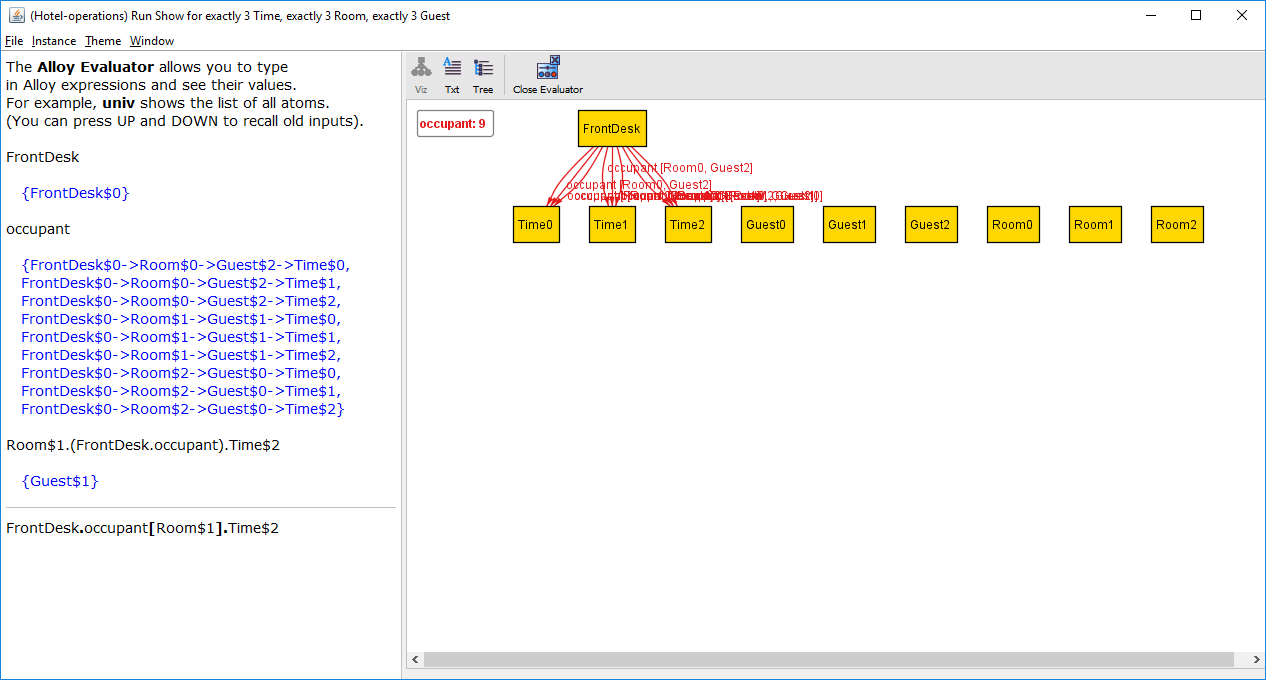 (Hotel-operations) Run Show for exactly 3 Time, exactly 3 Room, exactly 3 Guest
File Instance Theme Window
The Alloy Evaluator allows you to type
in Alloy expressions and see their values.
For example, univ shows the list of all atoms.
(You can press UP and DOWN to recall old inputs).
FrontDesk
{FrontDesk$0}
occupant
{FrontDesk$0->Room$0->Guest$2->Time$0,
FrontDesk$0->Room$0->Guest$2->Time$1,
FrontDesk$0->Room$0->Guest$2->Time$2,
FrontDesk$0->Room$1->Guest$1->Time$0,
FrontDesk$0->Room$1->Guest$1->Time$1,
FrontDesk$0->Room$1->Guest$1->Time$2,
FrontDesk$0->Room$2->Guest$0->Time$0,
FrontDesk$0->Room$2->Guest$0->Time$1,
FrontDesk$0->Room$2->Guest$0->Time$2}
Room$1.(FrontDesk.occupant).Time$2
{Guest$1}
FrontDesk.occupant[Room$1].Time$2
Viz Txt Tree Close Evaluator
occupant: 9
FrontDesk
occupant [Room0, Guest2]
occupant [Room0, Guest2]
Time0 Time1 Time2 Guest0 Guest1 Guest2 Room0 Room1 Room2